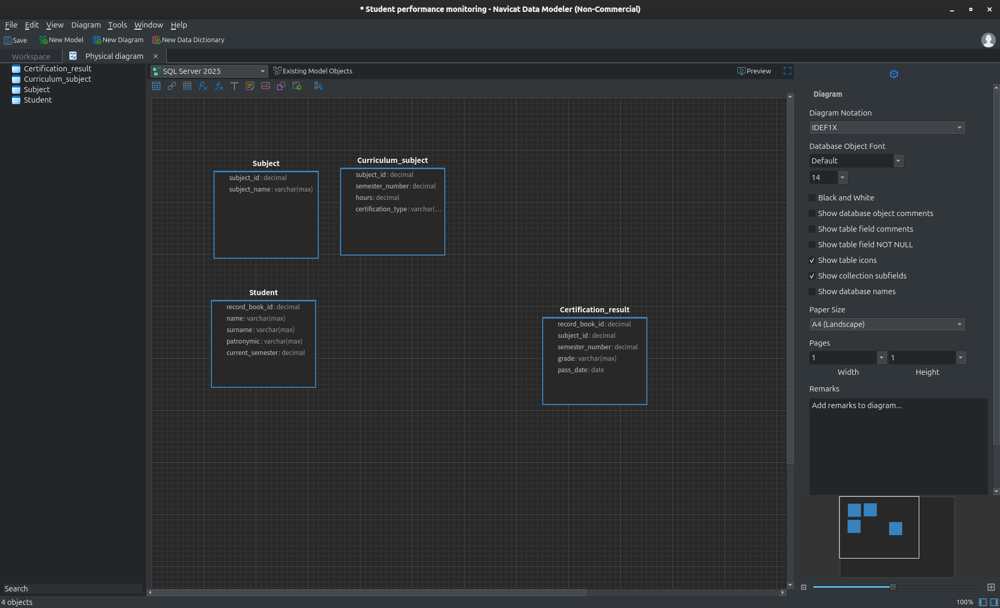 * Student performance monitoring - Navicat Data Modeler (Non-Commercial)
File Edit View Diagram Tools Window Help
Save New Model New Diagram New Data Dictionary
Workspace Physical diagram
Certification_result
Curriculum_subject
Subject
Student
Search
4 objects
SQL Server 2025 Existing Model Objects Preview
Subject
subject_id: decimal
subject_name: varchar(max)
Curriculum_subject
subject_id: decimal
semester_number: decimal
hours: decimal
certification_type: varchar(...
Student
record_book_id: decimal
name: varchar(max)
surname: varchar(max)
patronymic: varchar(max)
current_semester: decimal
Certification_result
record_book_id: decimal
subject_id: decimal
semester_number: decimal
grade: varchar(max)
pass_date: date
Diagram
Diagram Notation
IDEF1X
Database Object Font
Default
14
Black and White
Show database object comments
Show table field comments
Show table field NOT NULL
Show table icons
Show collection subfields
Show database names
Paper Size
A4 (Landscape)
Pages
1 1
Width Height
Remarks
Add remarks to diagram...
100%